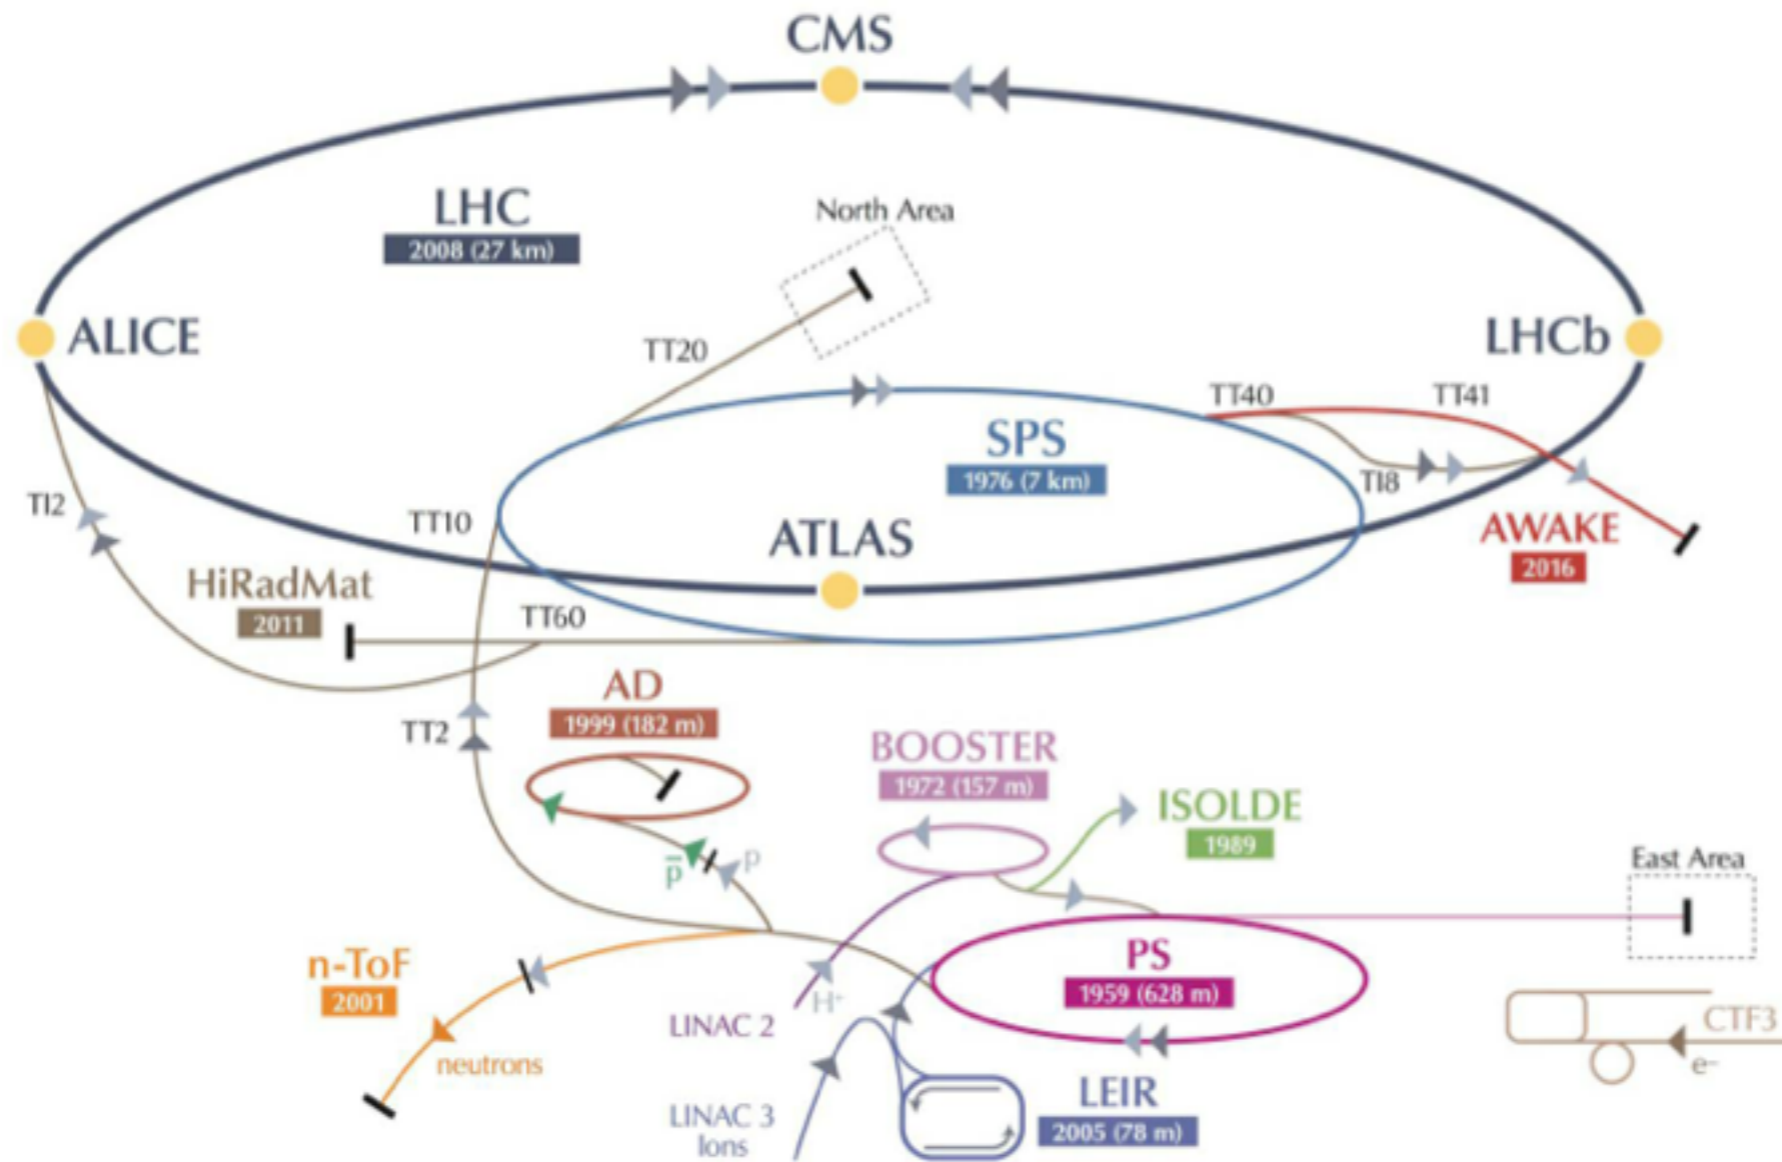 CMS
LHC
2008 (27 km)
North Area
ALICE
LHCb
TT20
TT40
TT41
SPS
1976 (7 km)
TI8
TI2
TT10
ATLAS
AWAKE
2016
HiRadMat
2011
TT60
AD
1999 (182 m)
TT2
BOOSTER
1972 (157 m)
ISOLDE
1989
p̅
p
East Area
n-ToF
2001
PS
1959 (628 m)
H⁺
LINAC 2
CTF3
neutrons
e⁻
LEIR
2005 (78 m)
LINAC 3
Ions